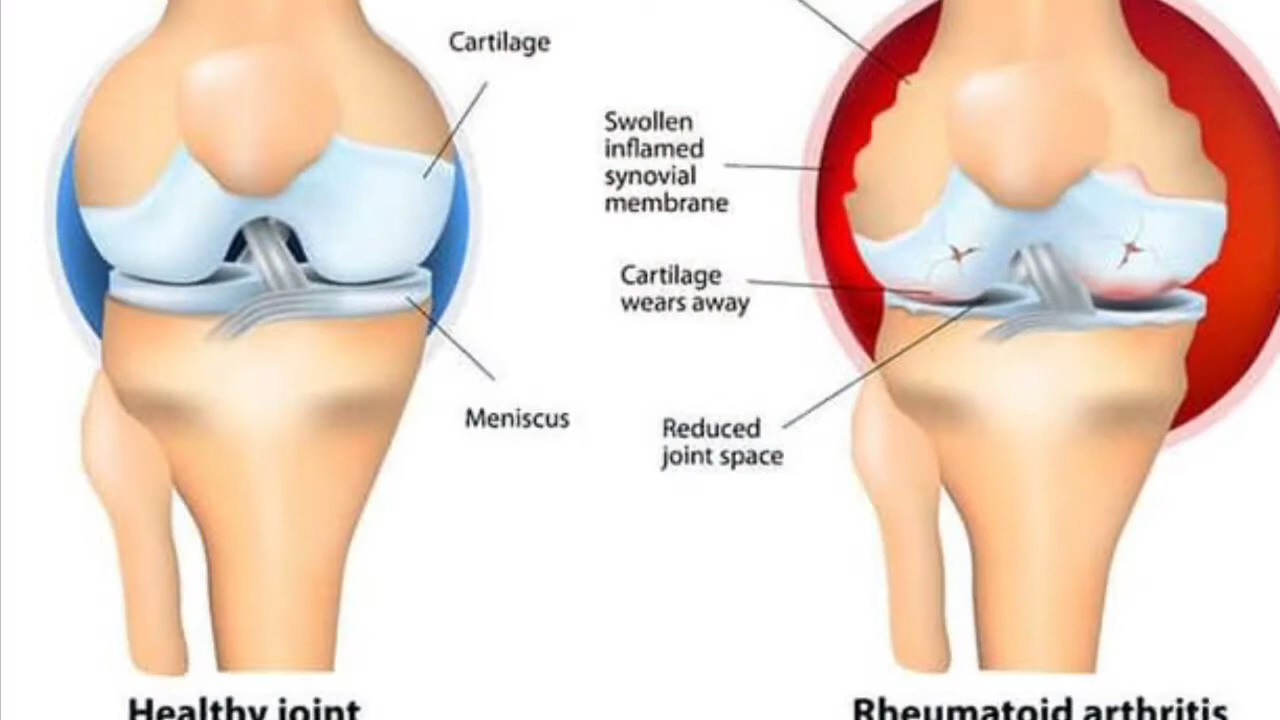 Cartilage
Swollen
inflamed
synovial
membrane
Cartilage
wears away
Meniscus
Reduced
joint space
Healthy joint
Rheumatoid arthritis